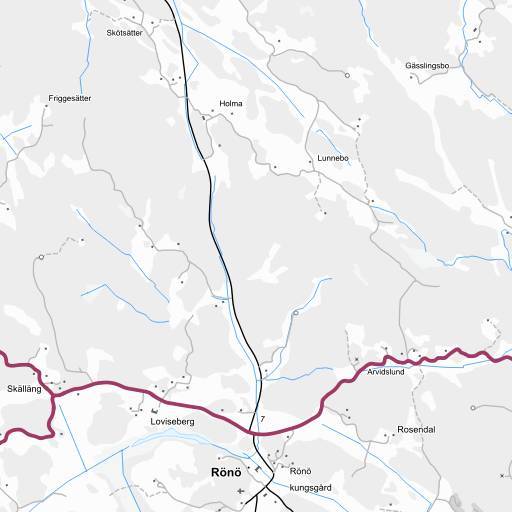 Skötsätter
Gässlingsbo
Friggesätter
Holma
Lunnebo
Arvidslund
Skälläng
7
Loviseberg
Rosendal
Rönö
Rönö
kungsgård